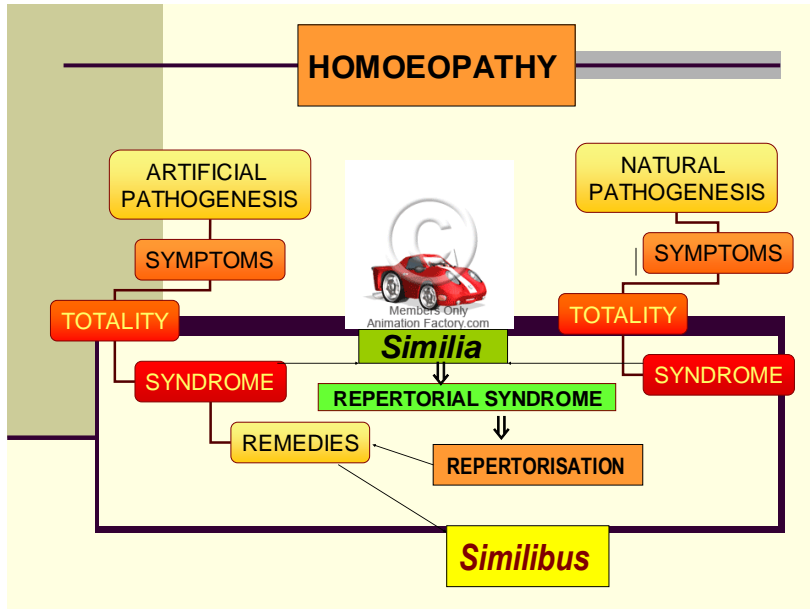 HOMOEOPATHY
ARTIFICIAL
PATHOGENESIS
SYMPTOMS
TOTALITY
SYNDROME
REMEDIES
©
Members Only
Animation Factory.com
Similia
REPERTORIAL SYNDROME
REPERTORISATION
Similibus
NATURAL
PATHOGENESIS
SYMPTOMS
TOTALITY
SYNDROME